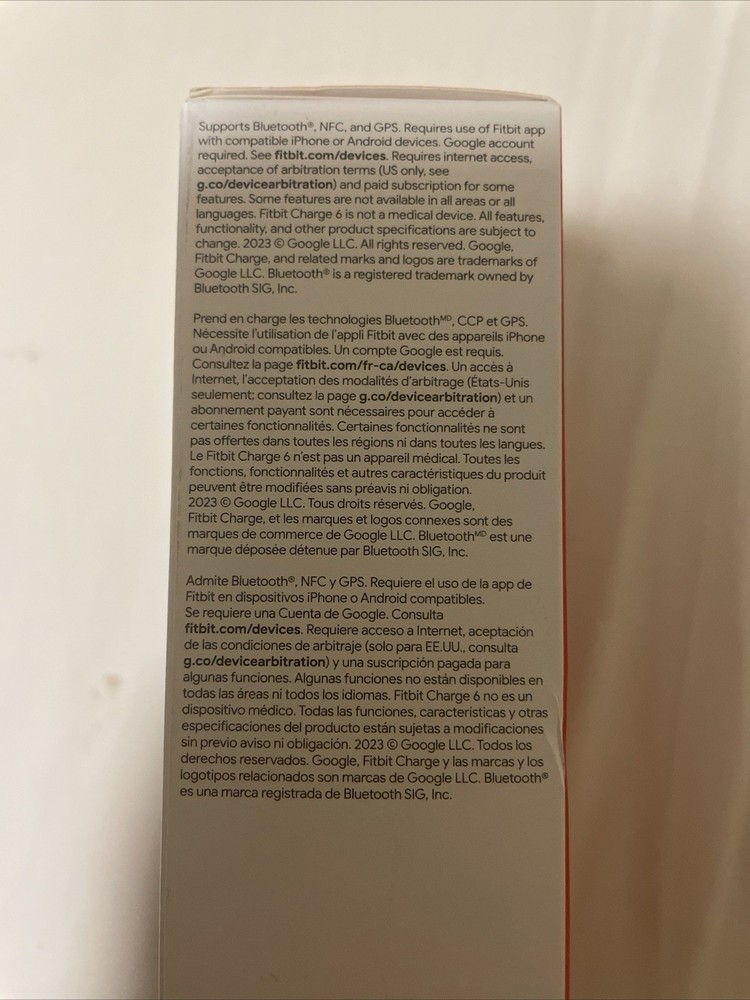 Supports Bluetooth®, NFC, and GPS. Requires use of Fitbit app
with compatible iPhone or Android devices. Google account
required. See fitbit.com/devices. Requires internet access,
acceptance of arbitration terms (US only, see
g.co/devicearbitration) and paid subscription for some
features. Some features are not available in all areas or all
languages. Fitbit Charge 6 is not a medical device. All features,
functionality, and other product specifications are subject to
change. 2023 © Google LLC. All rights reserved. Google,
Fitbit Charge, and related marks and logos are trademarks of
Google LLC. Bluetooth® is a registered trademark owned by
Bluetooth SIG, Inc.
Prend en charge les technologies Bluetoothᴹᴰ, CCP et GPS.
Nécessite l'utilisation de l'appli Fitbit avec des appareils iPhone
ou Android compatibles. Un compte Google est requis.
Consultez la page fitbit.com/fr-ca/devices. Un accès à
Internet, l'acceptation des modalités d'arbitrage (États-Unis
seulement; consultez la page g.co/devicearbitration) et un
abonnement payant sont nécessaires pour accéder à
certaines fonctionnalités. Certaines fonctionnalités ne sont
pas offertes dans toutes les régions ni dans toutes les langues.
Le Fitbit Charge 6 n'est pas un appareil médical. Toutes les
fonctions, fonctionnalités et autres caractéristiques du produit
peuvent être modifiées sans préavis ni obligation.
2023 © Google LLC. Tous droits réservés. Google,
Fitbit Charge, et les marques et logos connexes sont des
marques de commerce de Google LLC. Bluetoothᴹᴰ est une
marque déposée détenue par Bluetooth SIG, Inc.
Admite Bluetooth®, NFC y GPS. Requiere el uso de la app de
Fitbit en dispositivos iPhone o Android compatibles.
Se requiere una Cuenta de Google. Consulta
fitbit.com/devices. Requiere acceso a Internet, aceptación
de las condiciones de arbitraje (solo para EE.UU., consulta
g.co/devicearbitration) y una suscripción pagada para
algunas funciones. Algunas funciones no están disponibles en
todas las áreas ni todos los idiomas. Fitbit Charge 6 no es un
dispositivo médico. Todas las funciones, características y otras
especificaciones del producto están sujetas a modificaciones
sin previo aviso ni obligación. 2023 © Google LLC. Todos los
derechos reservados. Google, Fitbit Charge y las marcas y los
logotipos relacionados son marcas de Google LLC. Bluetooth®
es una marca registrada de Bluetooth SIG, Inc.